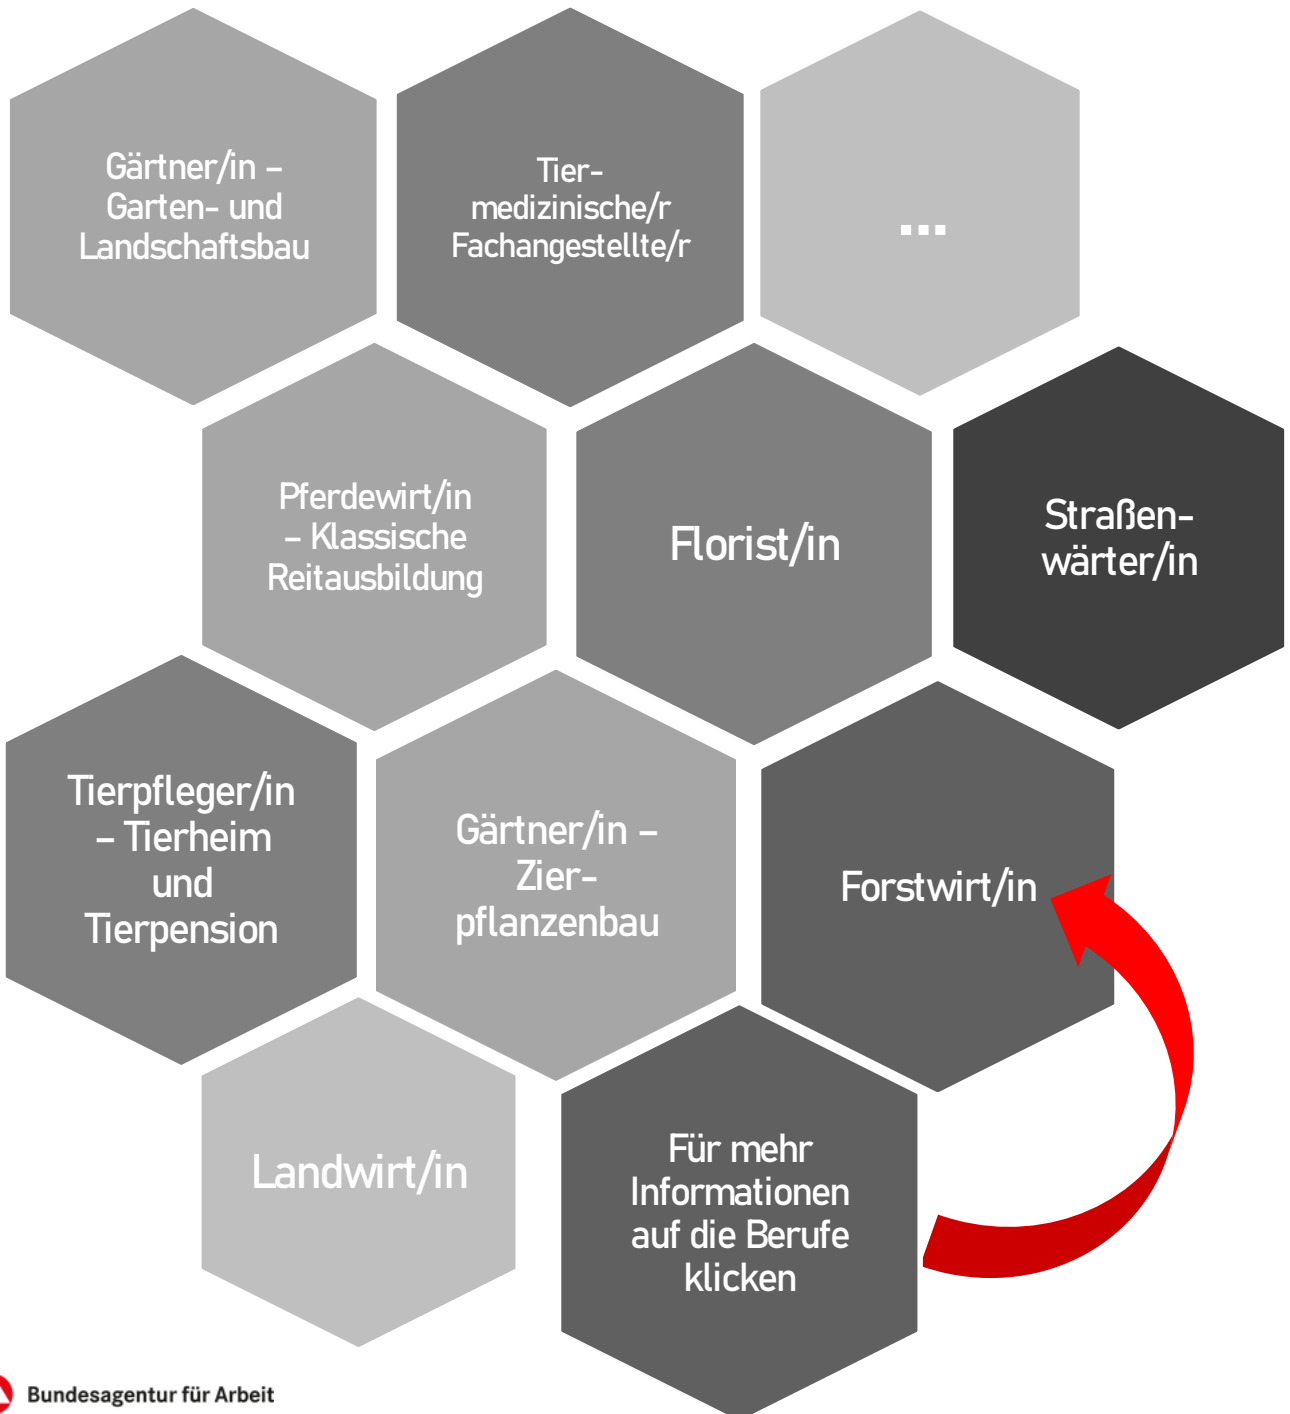 Gärtner/in –
Garten- und
Landschaftsbau
Tier-
medizinische/r
Fachangestellte/r
...
Pferdewirt/in
– Klassische
Reitausbildung
Florist/in
Straßen-
wärter/in
Tierpfleger/in
– Tierheim
und
Tierpension
Gärtner/in –
Zier-
pflanzenbau
Forstwirt/in
Landwirt/in
Für mehr
Informationen
auf die Berufe
klicken
Bundesagentur für Arbeit